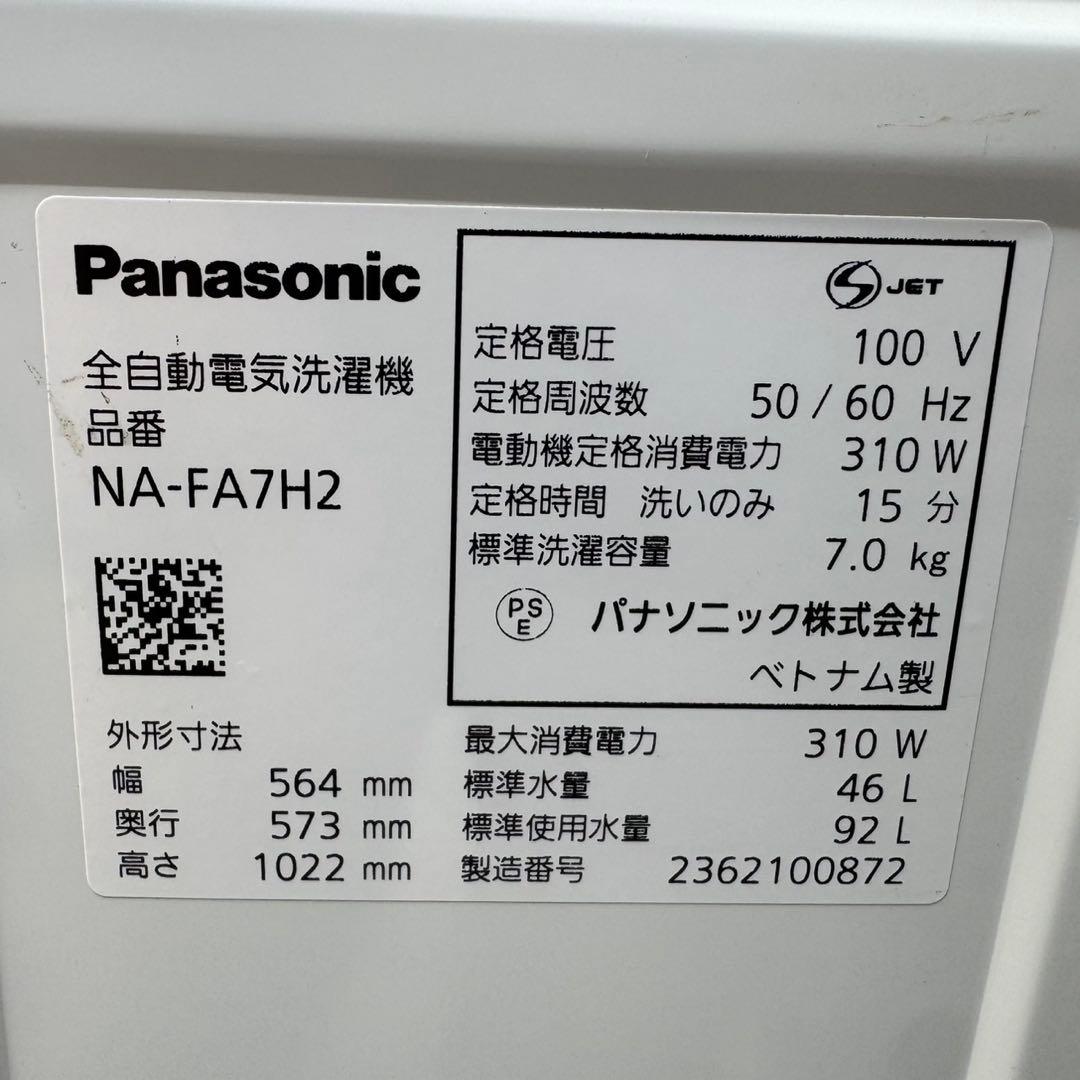 Panasonic
全自動電気洗濯機
品番
NA-FA7H2
S JET
定格電圧 100 V
定格周波数 50 / 60 Hz
電動機定格消費電力 310 W
定格時間 洗いのみ 15 分
標準洗濯容量 7.0 kg
PSE パナソニック株式会社
ベトナム製
外形寸法
幅 564 mm
奥行 573 mm
高さ 1022 mm
最大消費電力 310 W
標準水量 46 L
標準使用水量 92 L
製造番号 2362100872